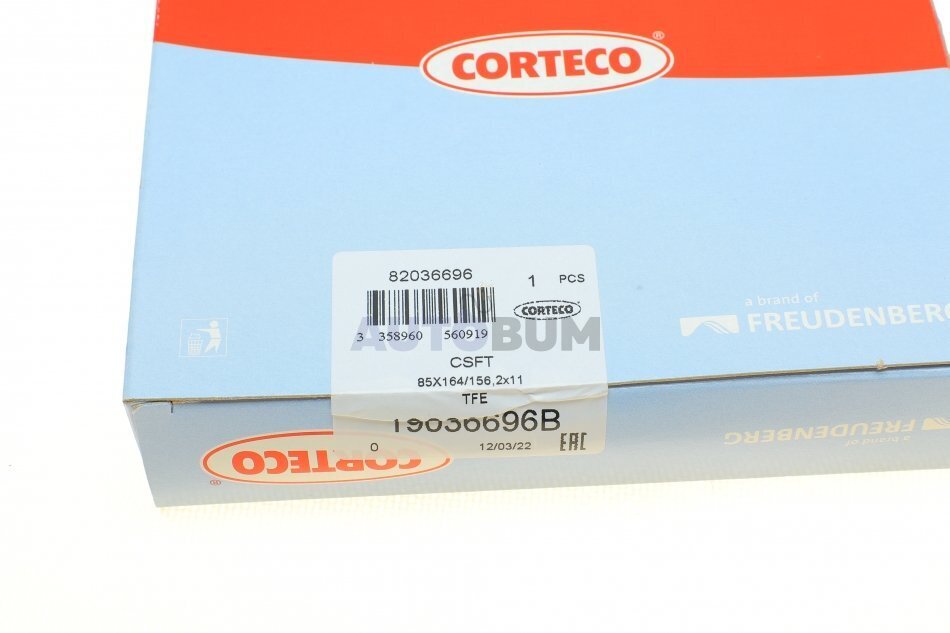 CORTECO®
82036696
1 PCS
CORTECO
3 358960 560919
AUTOBUM
CSFT
85X164/156,2x11
TFE
19036696B
0 12/03/22 EAC
a brand of
FREUDENBERG
CORTECO®
a brand of
FREUDENBERG